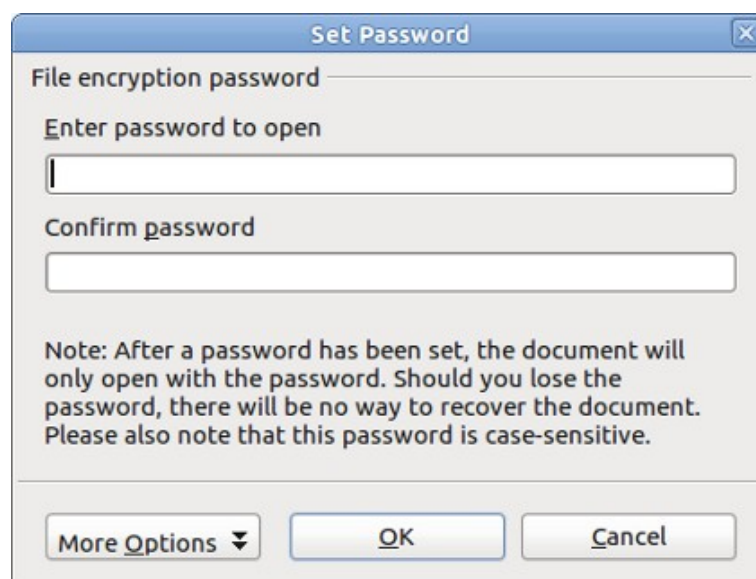 Set Password
File encryption password
Enter password to open
Confirm password
Note: After a password has been set, the document will
only open with the password. Should you lose the
password, there will be no way to recover the document.
Please also note that this password is case-sensitive.
More Options
OK
Cancel